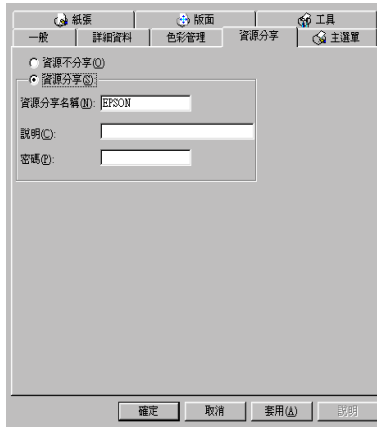 紙張 版面 工具
一般 詳細資料 色彩管理 資源分享 主選單
資源不分享(O)
資源分享(S)
資源分享名稱(N): EPSON
說明(C):
密碼(P):
確定 取消 套用(A) 說明